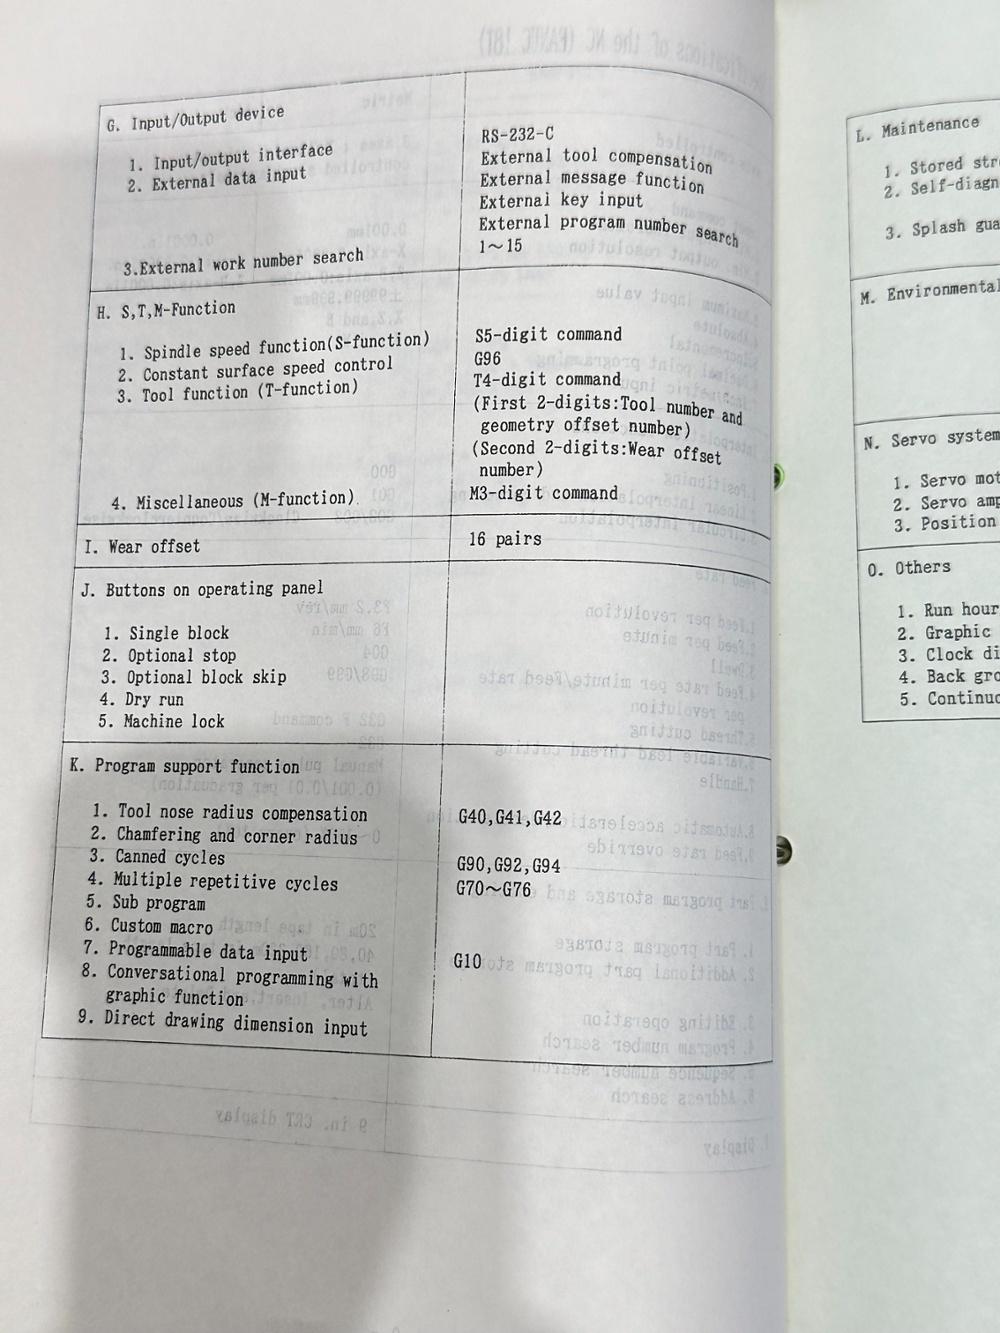 G. Input/Output device
1. Input/output interface
RS-232-C
2. External data input
External tool compensation
External message function
External key input
External program number search
3.External work number search
1～15
H. S,T,M-Function
1. Spindle speed function(S-function)
S5-digit command
2. Constant surface speed control
G96
3. Tool function (T-function)
T4-digit command
(First 2-digits:Tool number and
geometry offset number)
(Second 2-digits:Wear offset
number)
4. Miscellaneous (M-function)
M3-digit command
I. Wear offset
16 pairs
J. Buttons on operating panel
1. Single block
2. Optional stop
3. Optional block skip
4. Dry run
5. Machine lock
K. Program support function
1. Tool nose radius compensation
G40,G41,G42
2. Chamfering and corner radius
3. Canned cycles
G90,G92,G94
4. Multiple repetitive cycles
G70～G76
5. Sub program
6. Custom macro
7. Programmable data input
G10
8. Conversational programming with
graphic function
9. Direct drawing dimension input
L. Maintenance
1. Stored
2. Self-diagn
3. Splash
M. Environmental
N. Servo system
1. Servo mot
2. Servo amp
3. Position
O. Others
1. Run hour
2. Graphic
3. Clock di
4. Back gro
5. Continuo